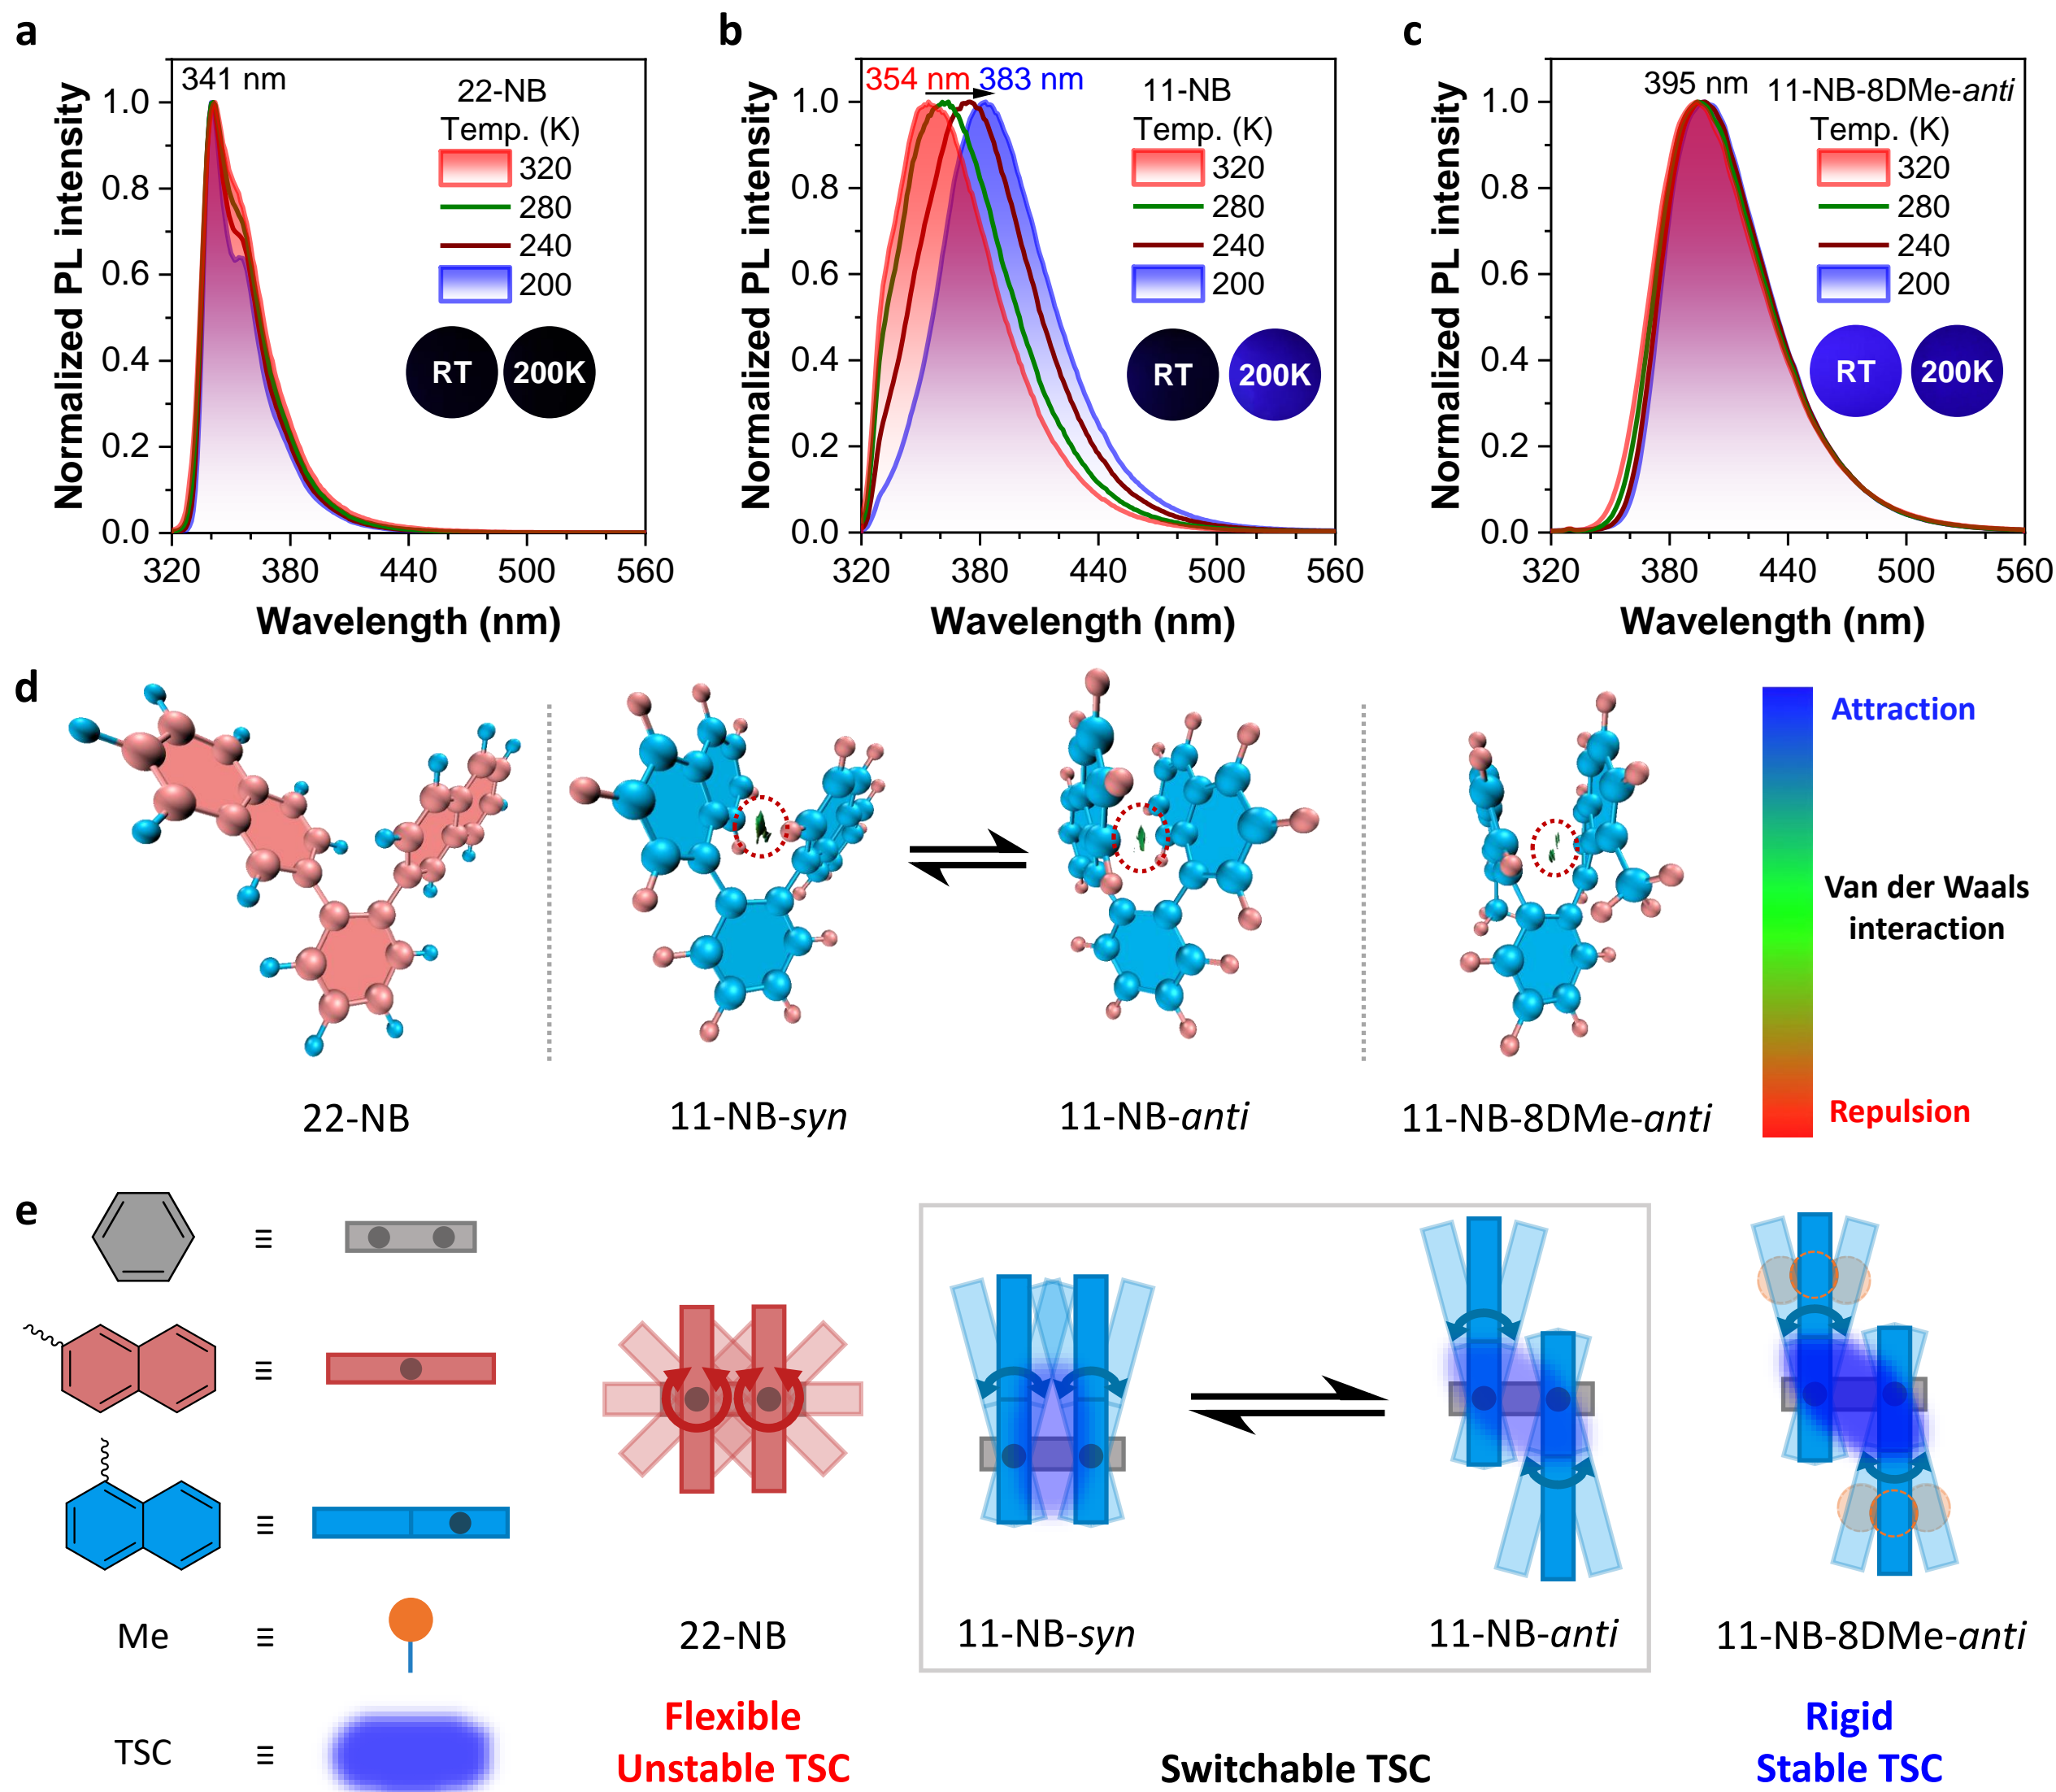 a
341 nm
22-NB
Temp. (K)
320
280
240
200
RT
200K
Normalized PL intensity
1.0
0.8
0.6
0.4
0.2
0.0
320 380 440 500 560
Wavelength (nm)
b
354 nm 383 nm
11-NB
Temp. (K)
320
280
240
200
RT
200K
Normalized PL intensity
1.0
0.8
0.6
0.4
0.2
0.0
320 380 440 500 560
Wavelength (nm)
c
395 nm
11-NB-8DMe-anti
Temp. (K)
320
280
240
200
RT
200K
Normalized PL intensity
1.0
0.8
0.6
0.4
0.2
0.0
320 380 440 500 560
Wavelength (nm)
d
Attraction
Van der Waals
interaction
Repulsion
22-NB
11-NB-syn
11-NB-anti
11-NB-8DMe-anti
e
≡
≡
≡
Me ≡
TSC ≡
22-NB
11-NB-syn
11-NB-anti
11-NB-8DMe-anti
Flexible
Unstable TSC
Switchable TSC
Rigid
Stable TSC